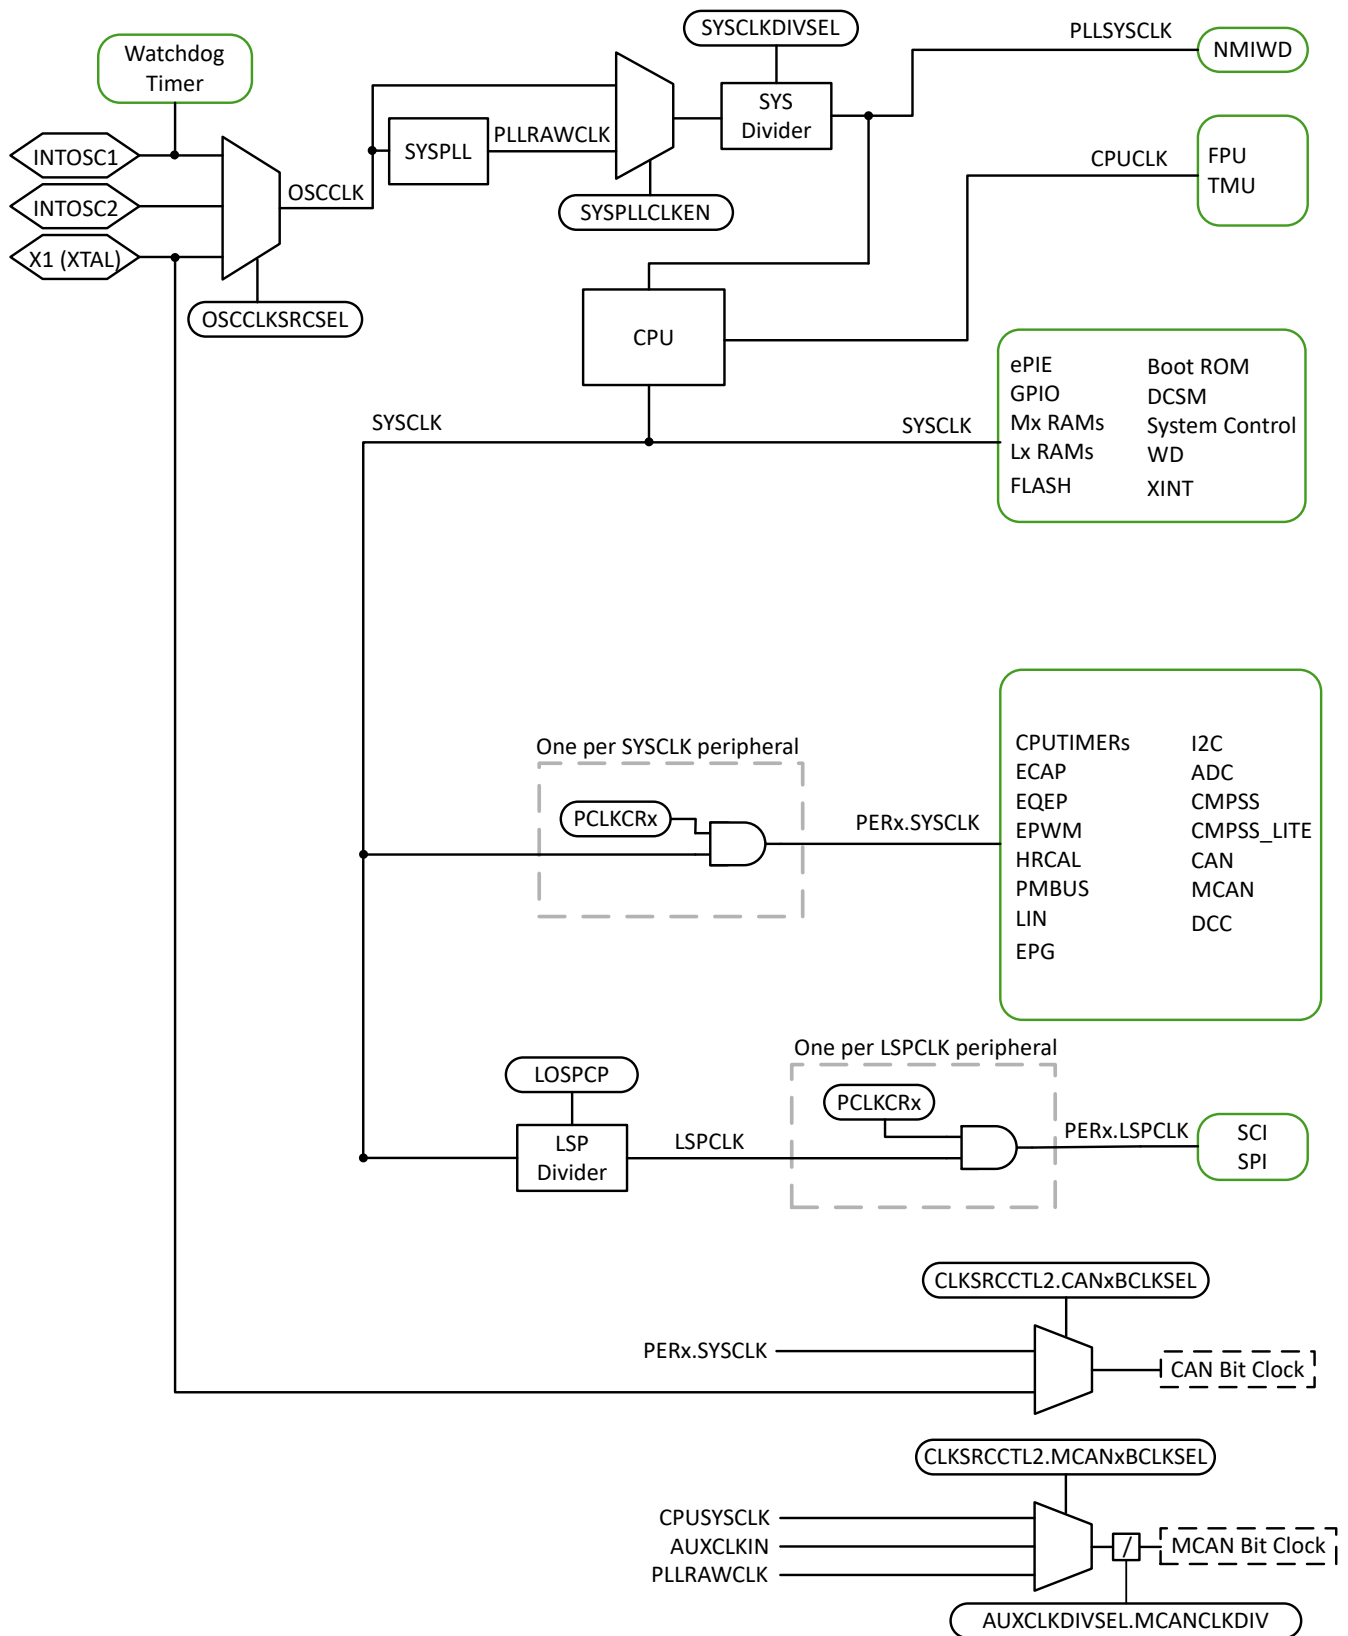 SYSCLKDIVSEL
PLLSYSCLK
NMIWD
Watchdog
Timer
SYS
Divider
INTOSC1
OSCCLK
SYSPLL
PLLRAWCLK
CPUCLK
FPU
TMU
INTOSC2
SYSPLLCLKEN
X1 (XTAL)
OSCCLKSRCSEL
CPU
SYSCLK
SYSCLK
ePIE
GPIO
Mx RAMs
Lx RAMs
FLASH
Boot ROM
DCSM
System Control
WD
XINT
One per SYSCLK peripheral
PCLKCRx
PERx.SYSCLK
CPUTIMERs
ECAP
EQEP
EPWM
HRCAL
PMBUS
LIN
EPG
I2C
ADC
CMPSS
CMPSS_LITE
CAN
MCAN
DCC
One per LSPCLK peripheral
LOSPCP
PCLKCRx
LSP
Divider
LSPCLK
PERx.LSPCLK
SCI
SPI
CLKSRCCTL2.CANxBCLKSEL
PERx.SYSCLK
CAN Bit Clock
CLKSRCCTL2.MCANxBCLKSEL
CPUSYSCLK
AUXCLKIN
PLLRAWCLK
/
MCAN Bit Clock
AUXCLKDIVSEL.MCANCLKDIV